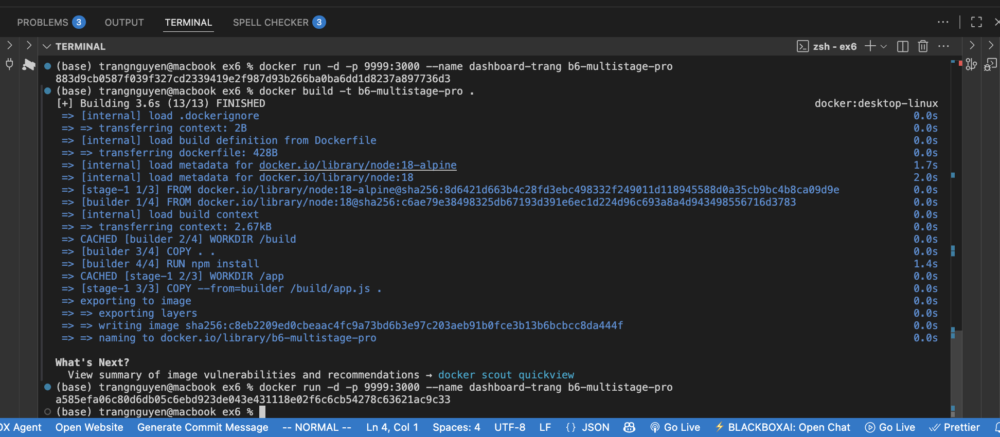 PROBLEMS 3 OUTPUT TERMINAL SPELL CHECKER 3
TERMINAL zsh - ex6
(base) trangnguyen@macbook ex6 % docker run -d -p 9999:3000 --name dashboard-trang b6-multistage-pro
883d9cb0587f039f327cd2339419e2f987d93b266ba0ba6dd1d8237a897736d3
(base) trangnguyen@macbook ex6 % docker build -t b6-multistage-pro .
[+] Building 3.6s (13/13) FINISHED docker:desktop-linux
=> [internal] load .dockerignore 0.0s
=> => transferring context: 2B 0.0s
=> [internal] load build definition from Dockerfile 0.0s
=> => transferring dockerfile: 428B 0.0s
=> [internal] load metadata for docker.io/library/node:18-alpine 1.7s
=> [internal] load metadata for docker.io/library/node:18 2.0s
=> [stage-1 1/3] FROM docker.io/library/node:18-alpine@sha256:8d6421d663b4c28fd3ebc498332f249011d118945588d0a35cb9bc4b8ca09d9e 0.0s
=> [builder 1/4] FROM docker.io/library/node:18@sha256:c6ae79e38498325db67193d391e6ec1d224d96c693a8a4d943498556716d3783 0.0s
=> [internal] load build context 0.0s
=> => transferring context: 2.67kB 0.0s
=> CACHED [builder 2/4] WORKDIR /build 0.0s
=> [builder 3/4] COPY . . 0.0s
=> [builder 4/4] RUN npm install 1.4s
=> CACHED [stage-1 2/3] WORKDIR /app 0.0s
=> [stage-1 3/3] COPY --from=builder /build/app.js . 0.0s
=> exporting to image 0.0s
=> => exporting layers 0.0s
=> => writing image sha256:c8eb2209ed0cbeaac4fc9a73bd6b3e97c203aeb91b0fce3b13b6bcbcc8da444f 0.0s
=> => naming to docker.io/library/b6-multistage-pro 0.0s
What's Next?
View summary of image vulnerabilities and recommendations → docker scout quickview
(base) trangnguyen@macbook ex6 % docker run -d -p 9999:3000 --name dashboard-trang b6-multistage-pro
a585efa06c80d6db05c6ebd923de043e431118e02f6c6cb54278c63621ac9c33
(base) trangnguyen@macbook ex6 %
OX Agent Open Website Generate Commit Message -- NORMAL -- Ln 4, Col 1 Spaces: 4 UTF-8 LF {} JSON Go Live BLACKBOXAI: Open Chat Go Live Prettier